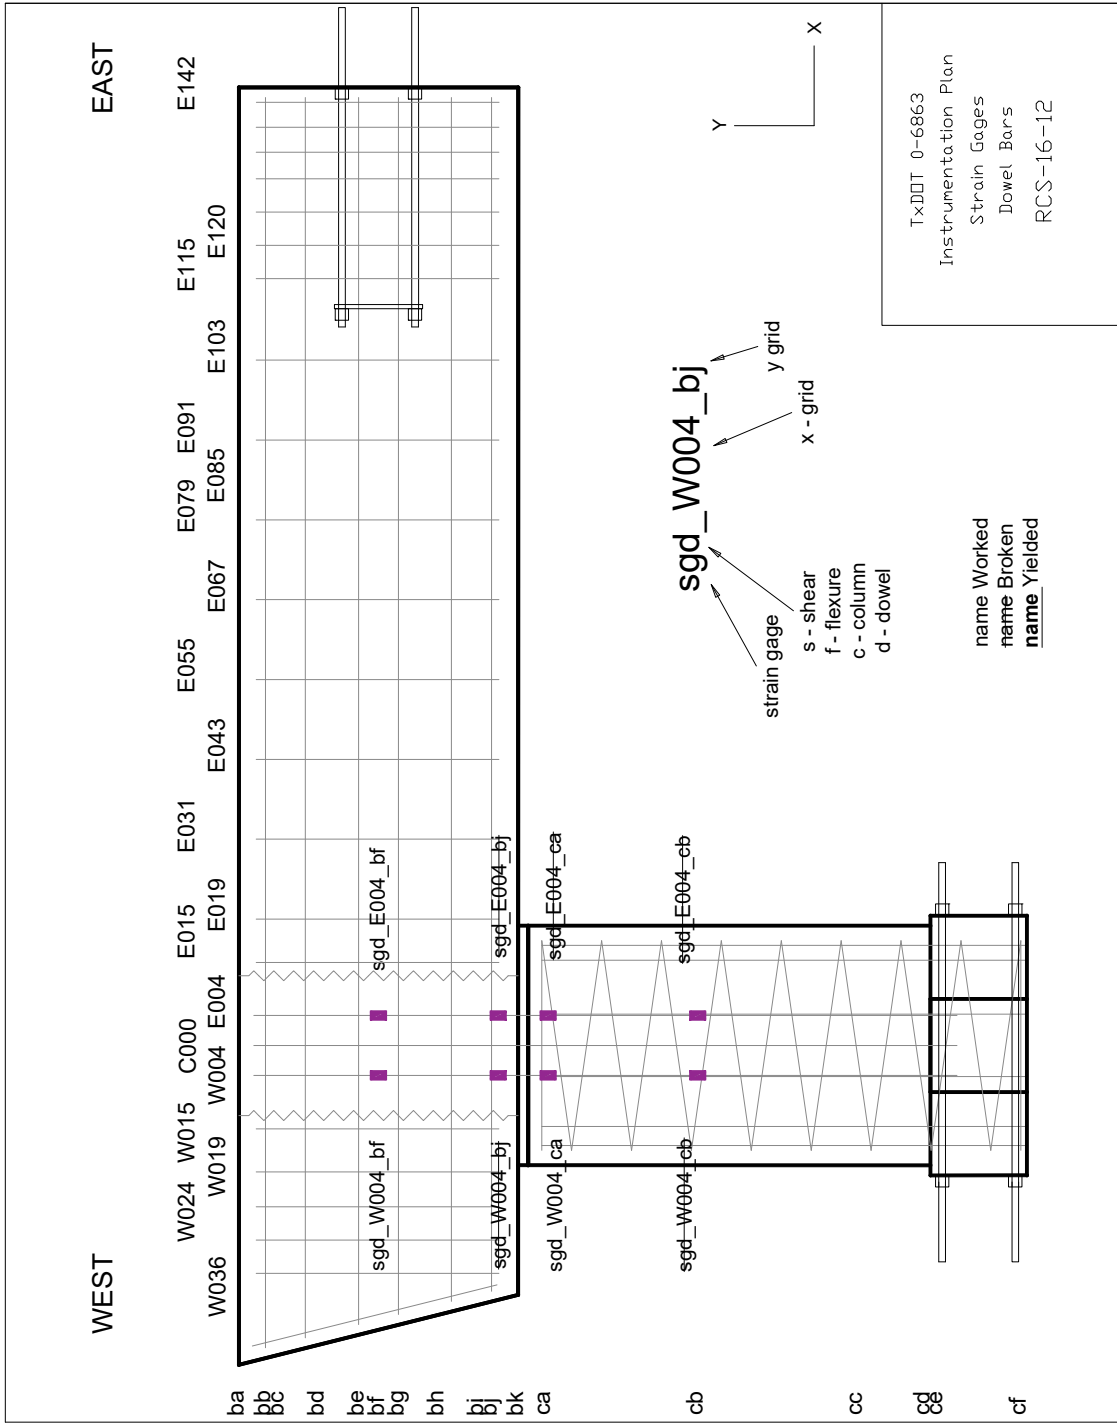 WEST EAST
W024 W015 C000 E015 E031 E055 E079 E091 E115 E142
W036 W019 W004 E004 E019 E043 E067 E085 E103 E120
ba
bb
bc
bd
be
bf
bg
bh
bi
bj
bk
ca
cb
cc
cd
ce
cf
sgd_W004_bf sgd_E004_bf
sgd_W004_bj sgd_E004_bj
sgd_W004_ca sgd_E004_ca
sgd_W004_cb sgd_E004_cb
sgd_W004_bj
strain gage
s - shear
f - flexure
c - column
d - dowel
x - grid
y grid
name Worked
name Broken
name Yielded
Y
X
TxDOT 0-6863
Instrumentation Plan
Strain Gages
Dowel Bars
RCS-16-12